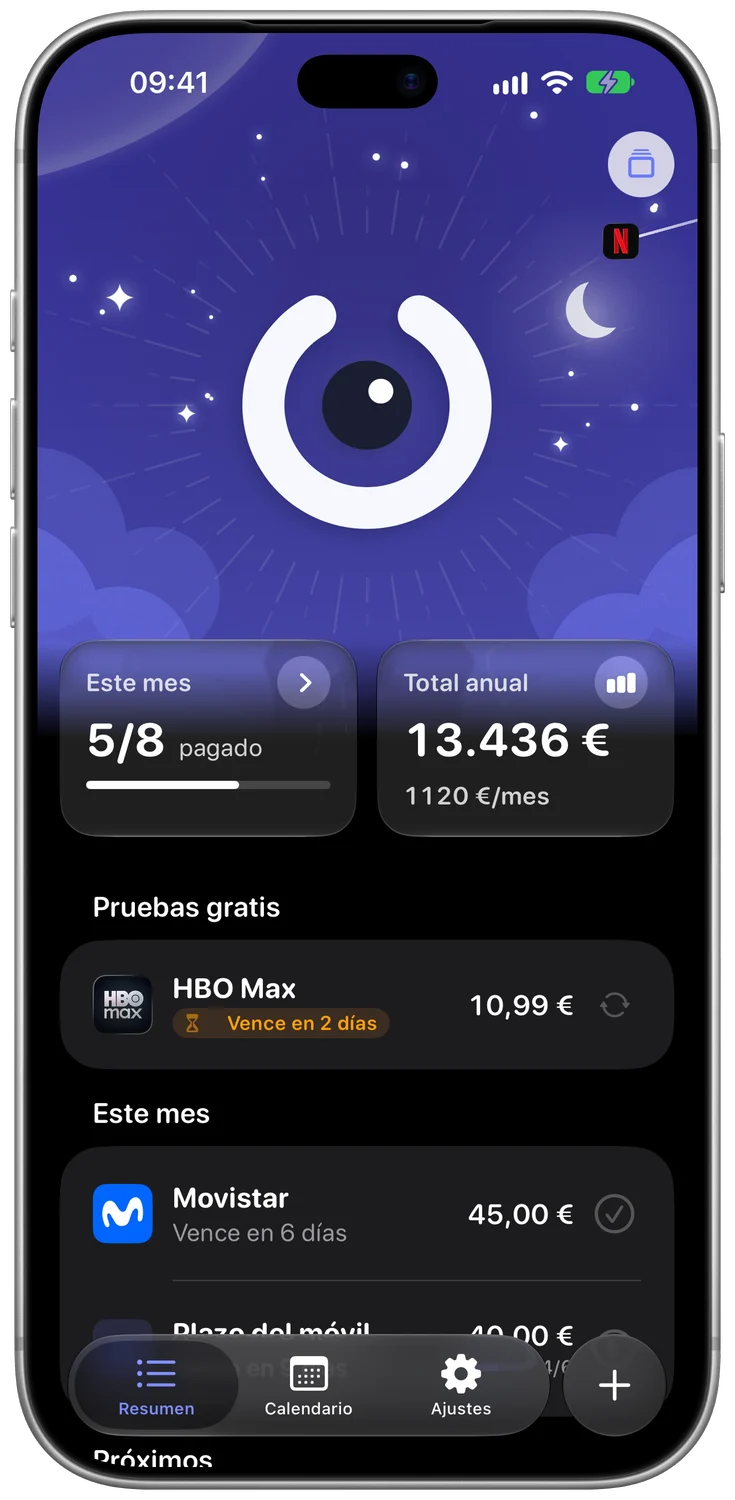 09:41
N
Este mes
5/8 pagado
Total anual
13.436 €
1120 €/mes
Pruebas gratis
HBO Max
HBO
max
Vence en 2 días
10,99 €
Este mes
Movistar
Vence en 6 días
45,00 €
Plazo del móvil
40,00 €
Resumen
Calendario
Ajustes
Próximos